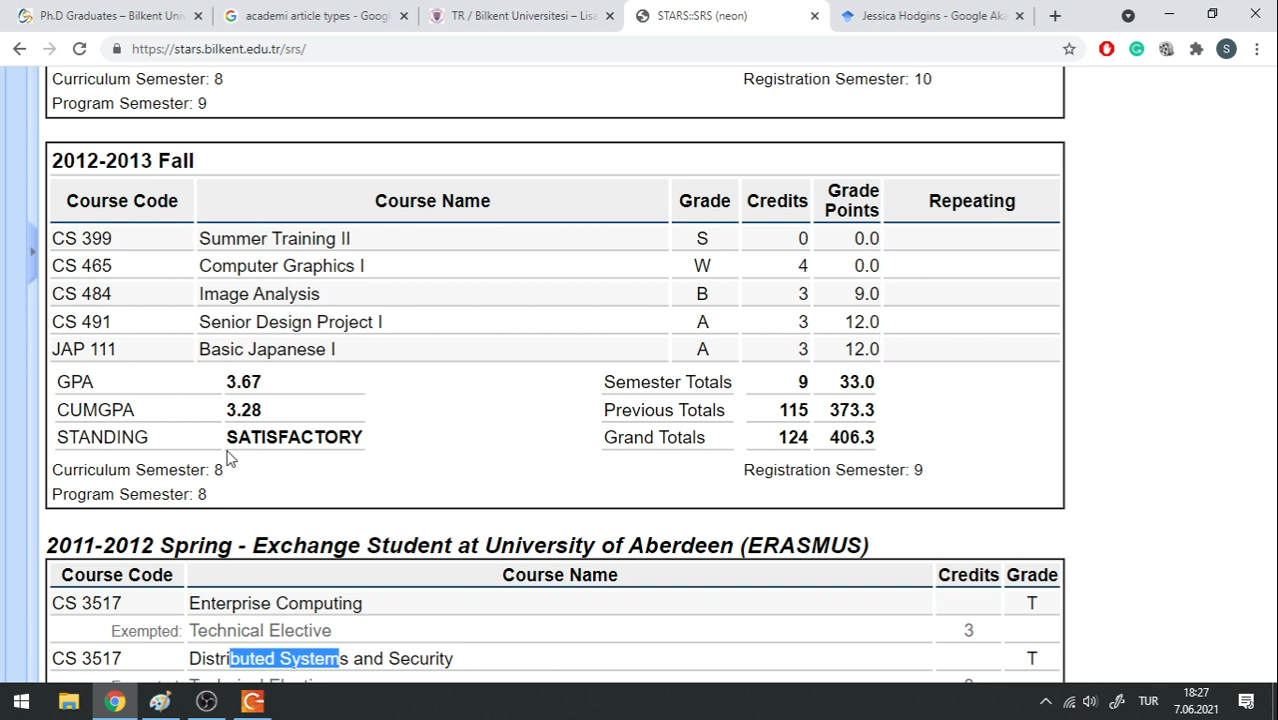 Ph.D Graduates – Bilkent Uni
academi article types - Goog
TR / Bilkent Universitesi – Lisa
STARS::SRS (neon)
Jessica Hodgins - Google Aka
https://stars.bilkent.edu.tr/srs/
S
Curriculum Semester: 8 Registration Semester: 10
Program Semester: 9
2012-2013 Fall
Course Code Course Name Grade Credits Grade Points Repeating
CS 399 Summer Training II S 0 0.0
CS 465 Computer Graphics I W 4 0.0
CS 484 Image Analysis B 3 9.0
CS 491 Senior Design Project I A 3 12.0
JAP 111 Basic Japanese I A 3 12.0
GPA 3.67 Semester Totals 9 33.0
CUMGPA 3.28 Previous Totals 115 373.3
STANDING SATISFACTORY Grand Totals 124 406.3
Curriculum Semester: 8 Registration Semester: 9
Program Semester: 8
2011-2012 Spring - Exchange Student at University of Aberdeen (ERASMUS)
Course Code Course Name Credits Grade
CS 3517 Enterprise Computing T
Exempted: Technical Elective 3
CS 3517 Distributed Systems and Security T
TUR
18:27
7.06.2021